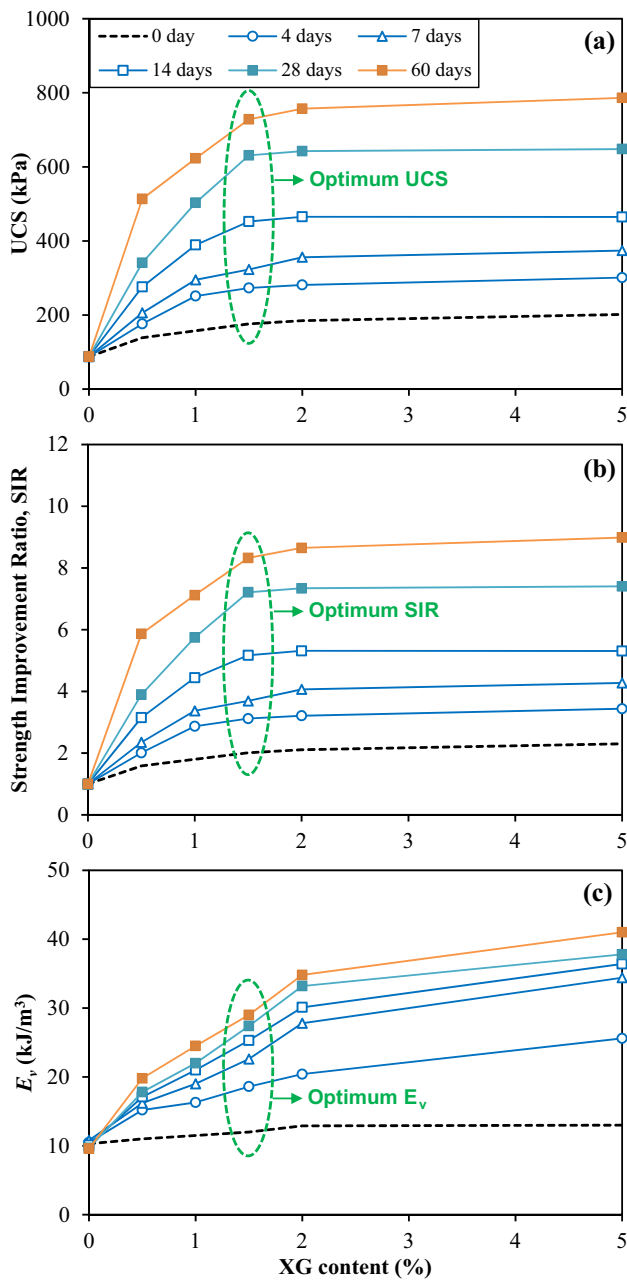 1000
(a)
0 day 4 days 7 days
14 days 28 days 60 days
800
600
Optimum UCS
UCS (kPa)
400
200
0
0 1 2 3 4 5
12
(b)
10
8
Strength Improvement Ratio, SIR
6
Optimum SIR
4
2
0
0 1 2 3 4 5
50
(c)
40
30
Eᵥ (kJ/m³)
20
Optimum Eᵥ
10
0
0 1 2 3 4 5
XG content (%)